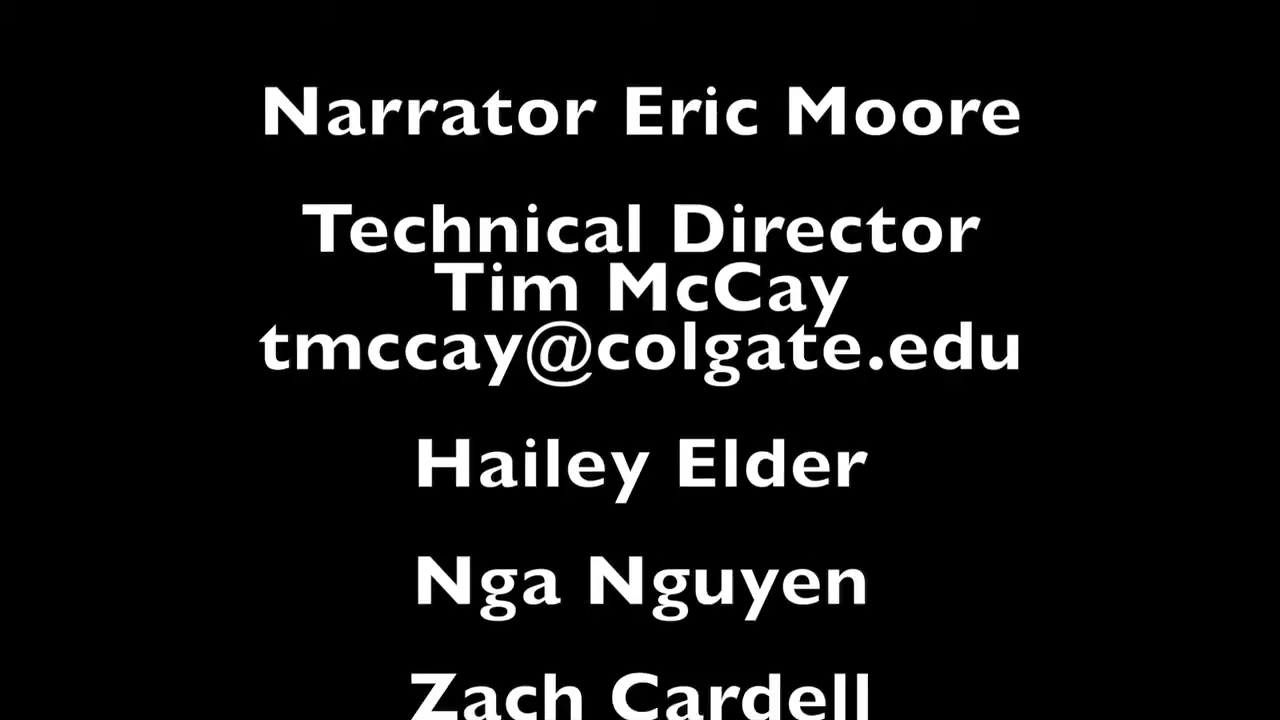 Narrator Eric Moore
Technical Director
Tim McCay
tmccay@colgate.edu
Hailey Elder
Nga Nguyen
Zach Cardell